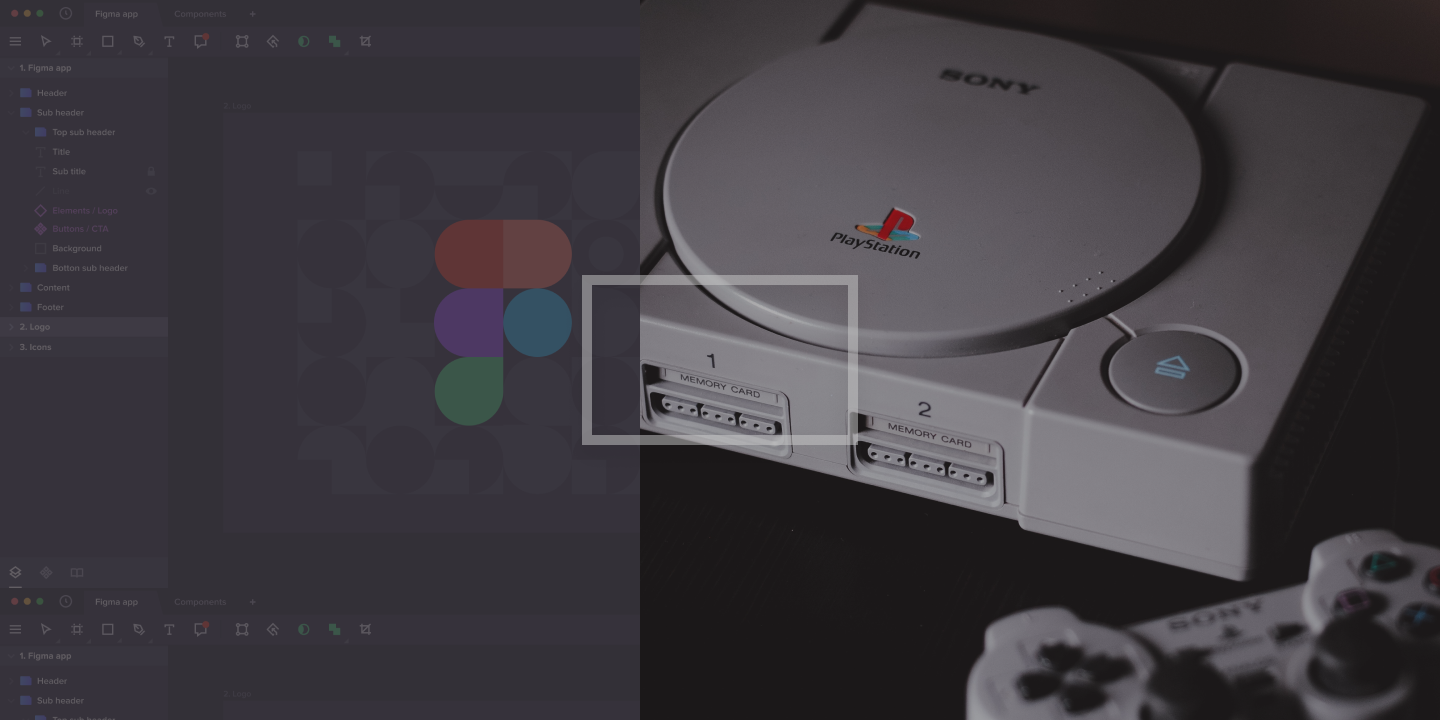 Figma app
Components
1. Figma app
Header
Sub header
Top sub header
Title
Sub title
Elements / Logo
Buttons / CTA
Background
Botton sub header
Content
Footer
2. Logo
3. Icons
2. Logo
Figma app
Components
1. Figma app
Header
Sub header
Top sub header
2. Logo
SONY
PlayStation
1
MEMORY CARD
2
MEMORY CARD
SONY